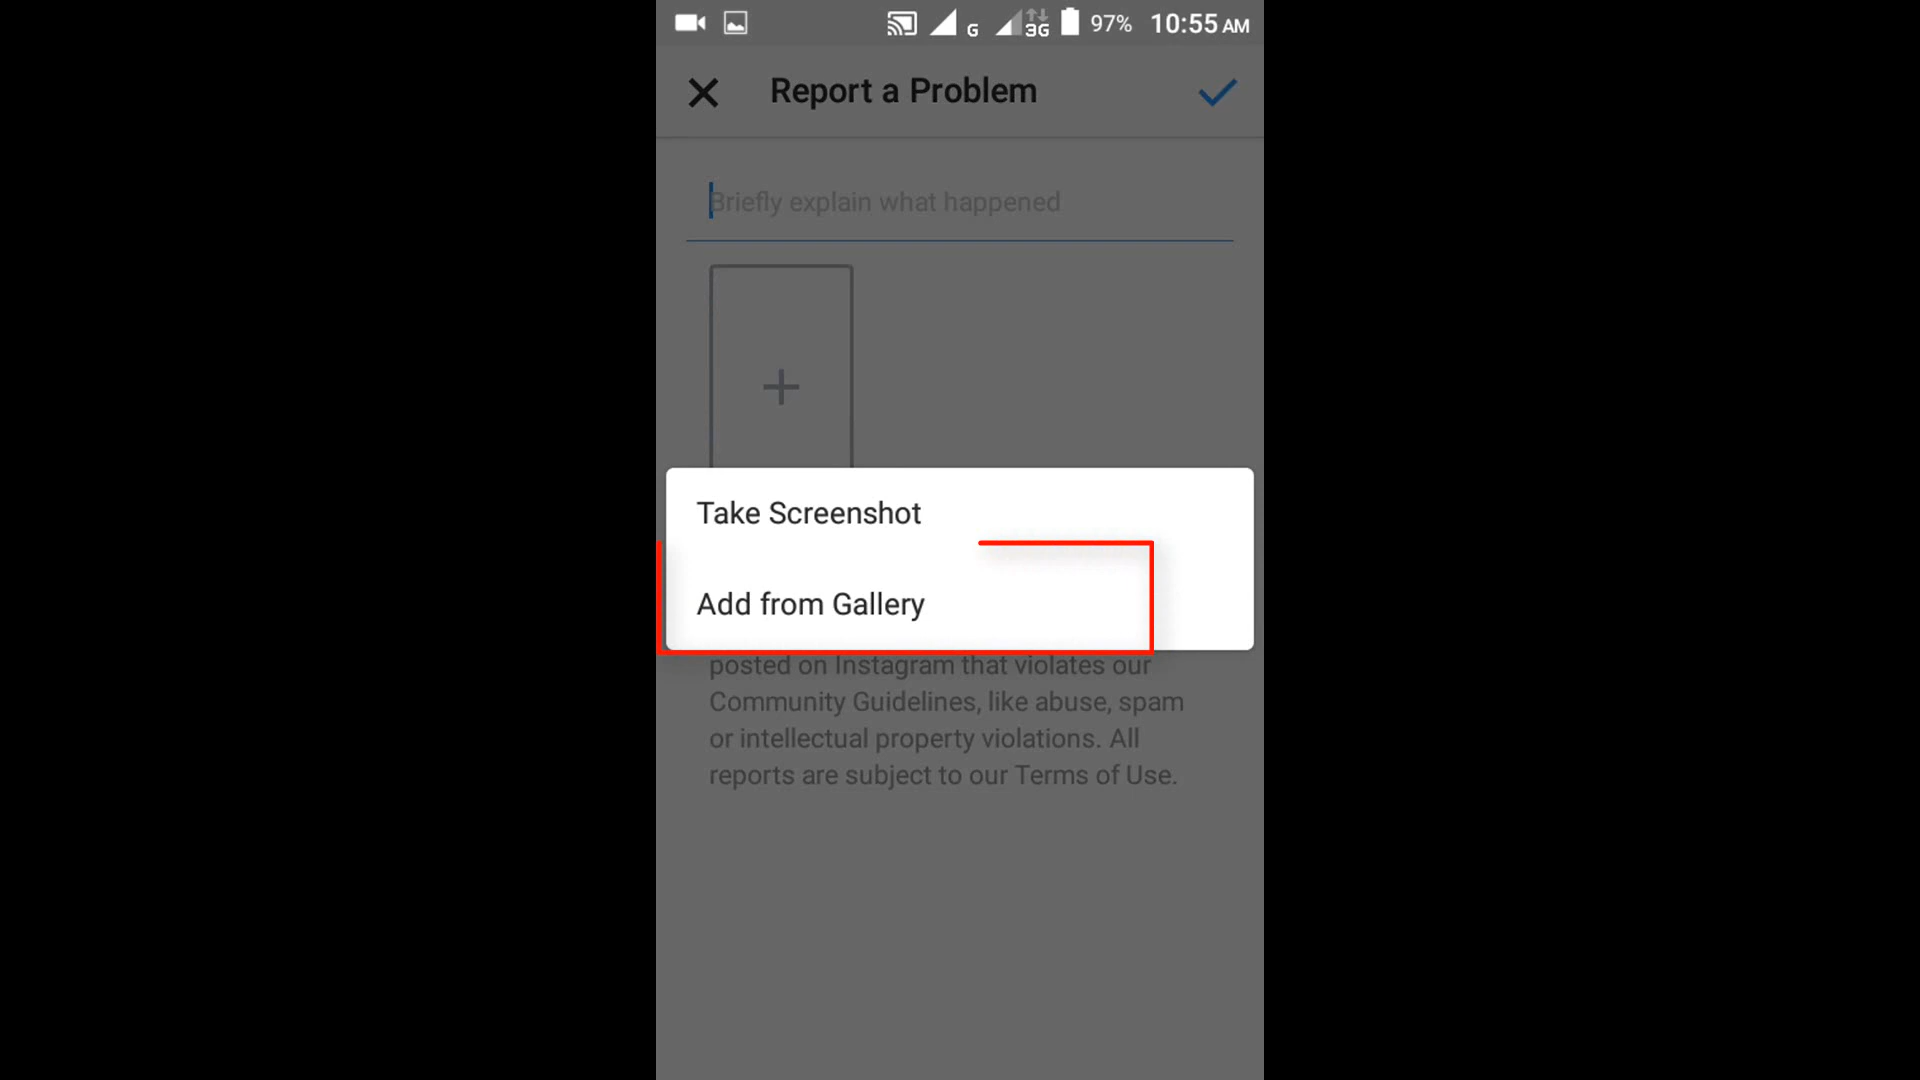 G 3G 97% 10:55 AM
Report a Problem
Briefly explain what happened
Take Screenshot
Add from Gallery
posted on Instagram that violates our
Community Guidelines, like abuse, spam
or intellectual property violations. All
reports are subject to our Terms of Use.